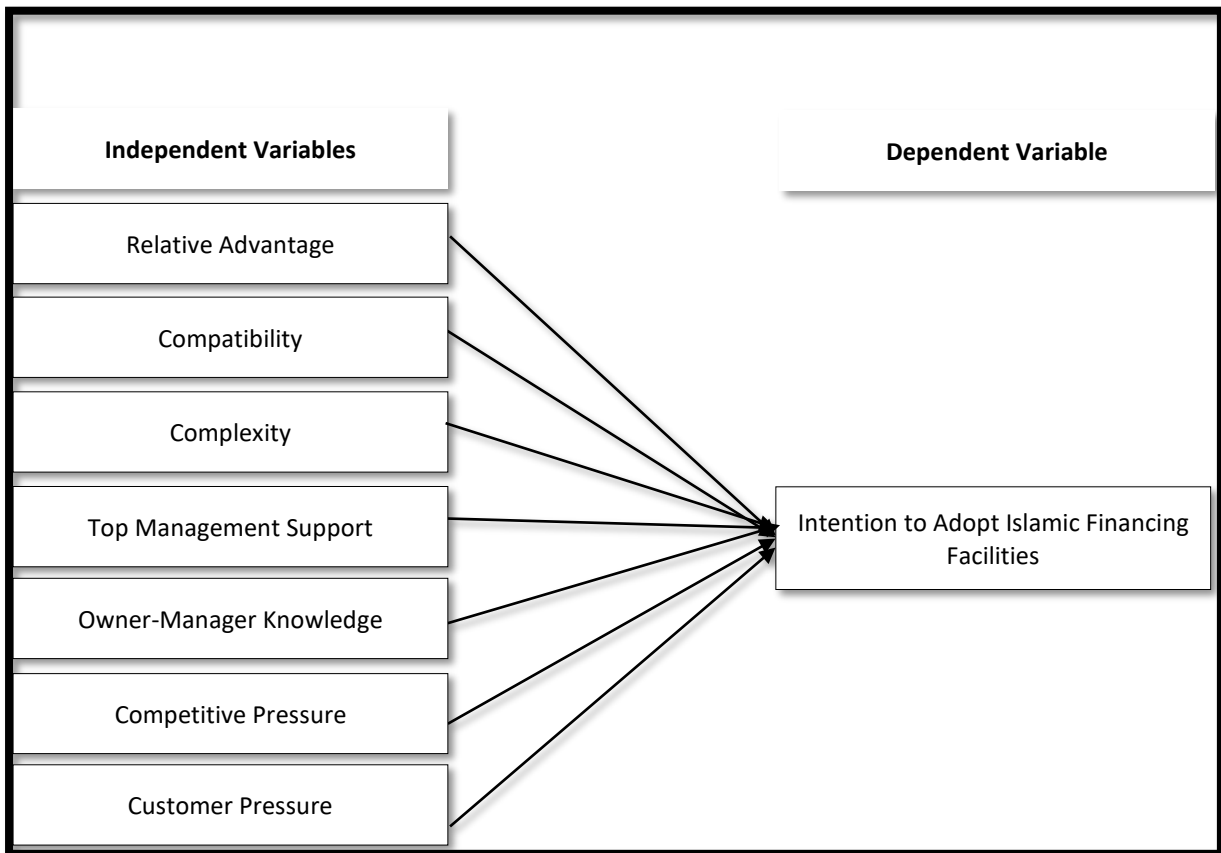 Independent Variables
Dependent Variable
Relative Advantage
Compatibility
Complexity
Top Management Support
Owner-Manager Knowledge
Competitive Pressure
Customer Pressure
Intention to Adopt Islamic Financing
Facilities